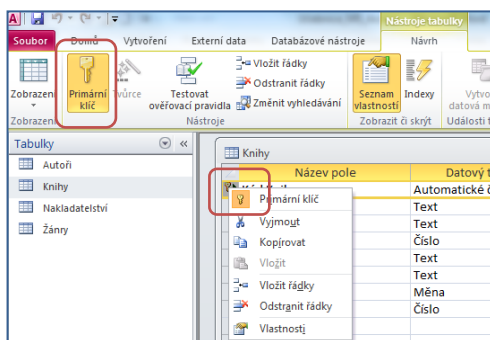 Nástroje tabulky
Soubor Domů Vytvoření Externí data Databázové nástroje Návrh
Zobrazení Primární klíč Tvůrce Testovat ověřovací pravidla
Vložit řádky
Odstranit řádky
Změnit vyhledávání
Seznam vlastností Indexy
Zobrazení Nástroje Zobrazit či skrýt Události
Tabulky
Autoři
Knihy
Nakladatelství
Žánry
Knihy
Název pole
Automatické
Text
Text
Číslo
Text
Text
Měna
Číslo
Primární klíč
Vyjmout
Kopírovat
Vložit
Vložit řádky
Odstranit řádky
Vlastnosti